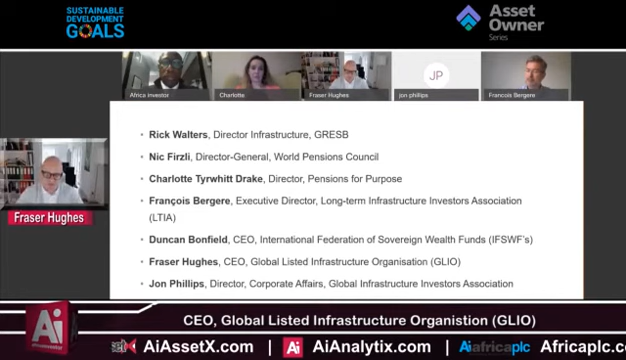 SUSTAINABLE
DEVELOPMENT
GOALS
Asset
Owner
Series
Africa investor
Charlotte
Fraser Hughes
JP
jon phillips
Francois Bergere
• Rick Walters, Director Infrastructure, GRESB
• Nic Firzli, Director-General, World Pensions Council
• Charlotte Tyrwhitt Drake, Director, Pensions for Purpose
• François Bergere, Executive Director, Long-term Infrastructure Investors Association
(LTIA)
• Duncan Bonfield, CEO, International Federation of Sovereign Wealth Funds (IFSWF's)
• Fraser Hughes, CEO, Global Listed Infrastructure Organisation (GLIO)
• Jon Phillips, Director, Corporate Affairs, Global Infrastructure Investors Association
Fraser Hughes
Ai
CEO, Global Listed Infrastructure Organistion (GLIO)
AiAssetX.com | Ai AiAnalytix.com | Aiafricaplc Africaplc.co